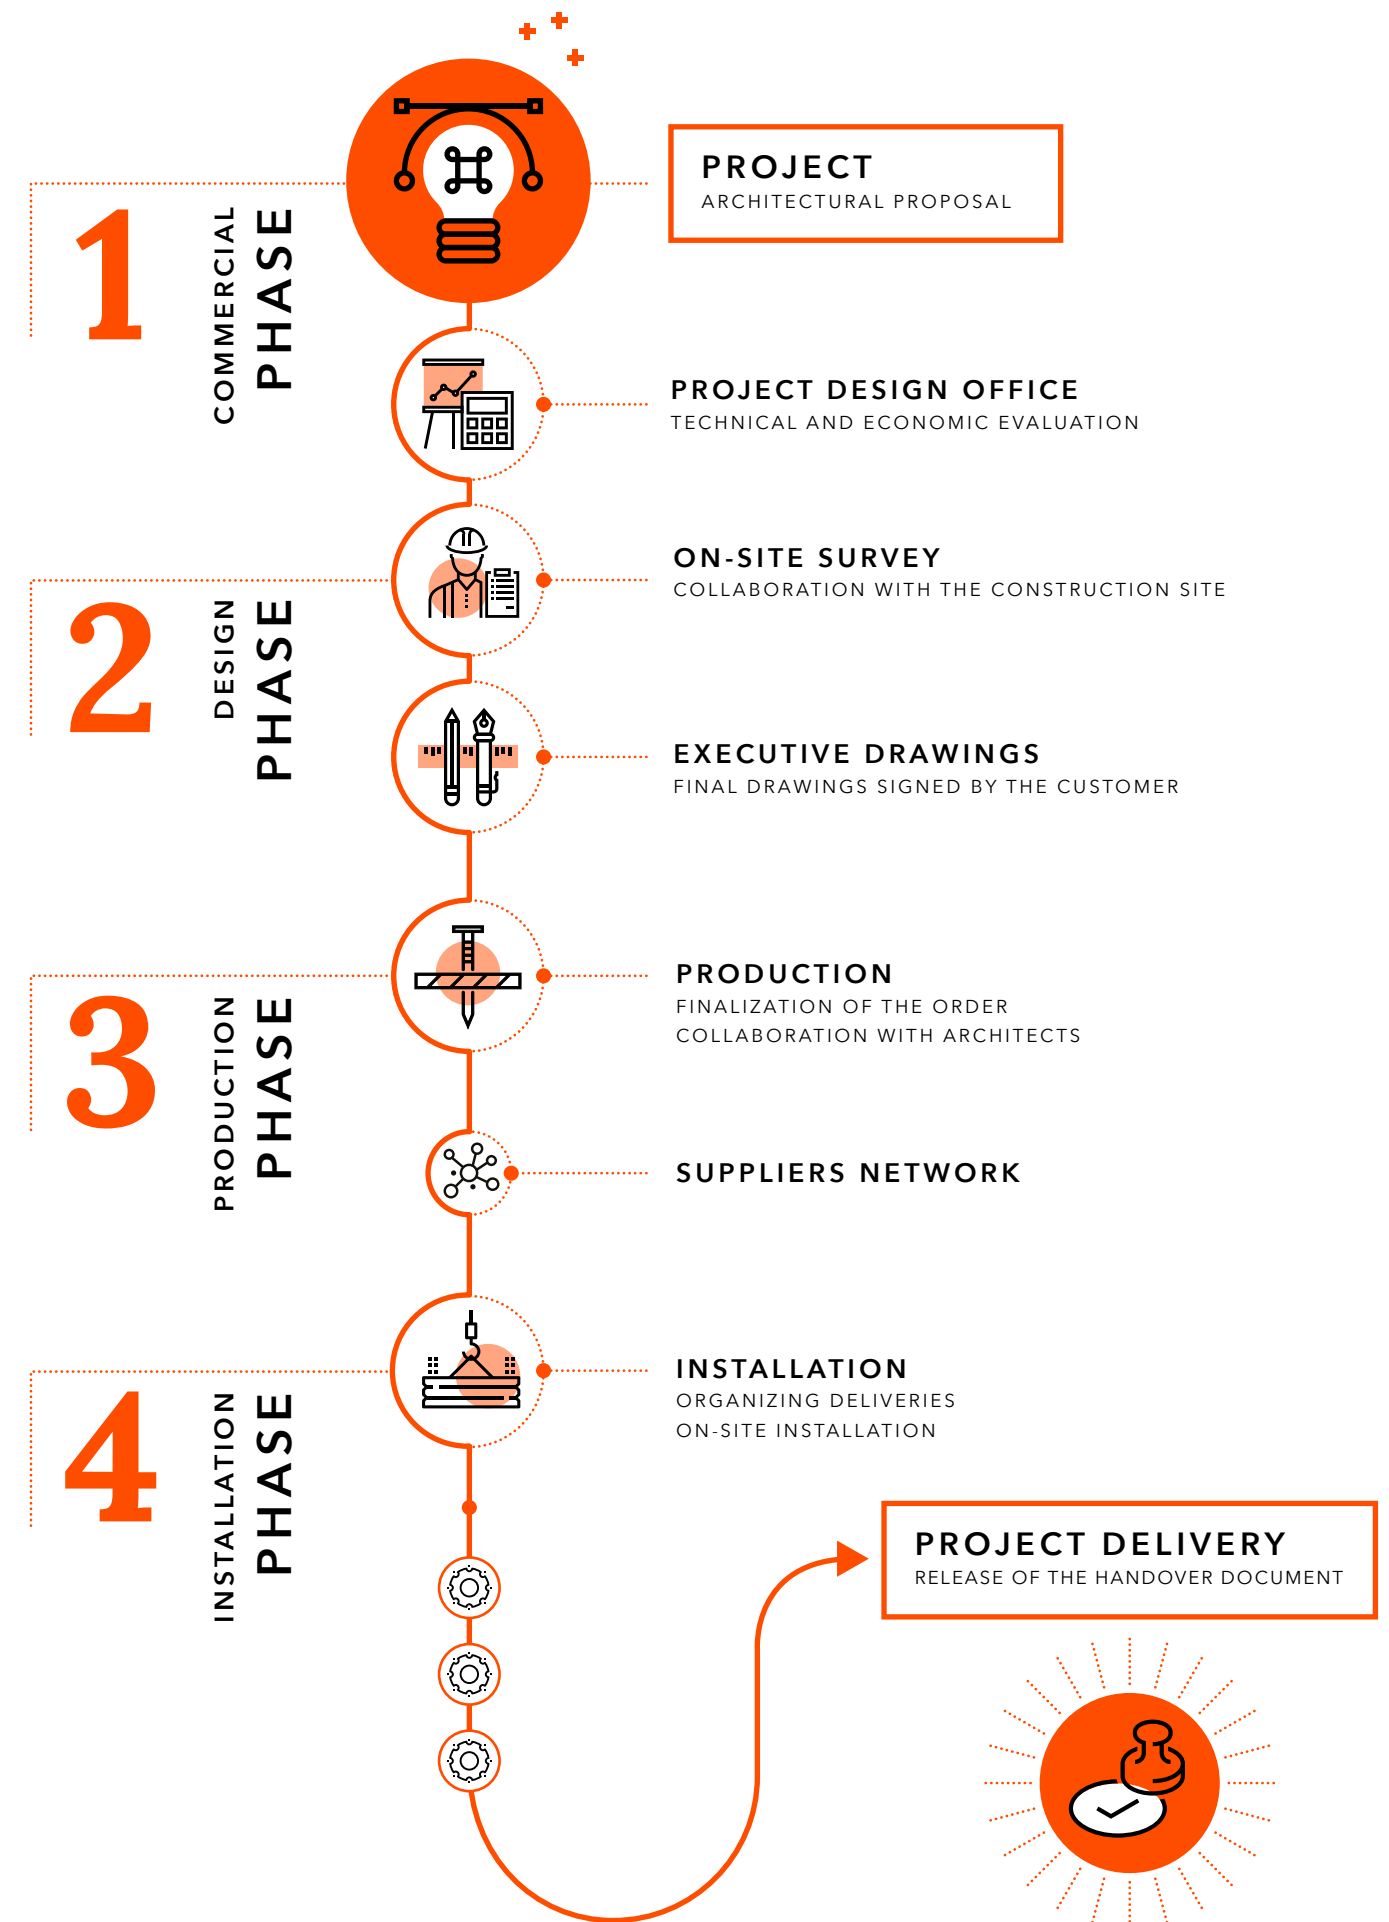 1
COMMERCIAL
PHASE
PROJECT
ARCHITECTURAL PROPOSAL
PROJECT DESIGN OFFICE
TECHNICAL AND ECONOMIC EVALUATION
2
DESIGN
PHASE
ON-SITE SURVEY
COLLABORATION WITH THE CONSTRUCTION SITE
EXECUTIVE DRAWINGS
FINAL DRAWINGS SIGNED BY THE CUSTOMER
3
PRODUCTION
PHASE
PRODUCTION
FINALIZATION OF THE ORDER
COLLABORATION WITH ARCHITECTS
SUPPLIERS NETWORK
4
INSTALLATION
PHASE
INSTALLATION
ORGANIZING DELIVERIES
ON-SITE INSTALLATION
PROJECT DELIVERY
RELEASE OF THE HANDOVER DOCUMENT